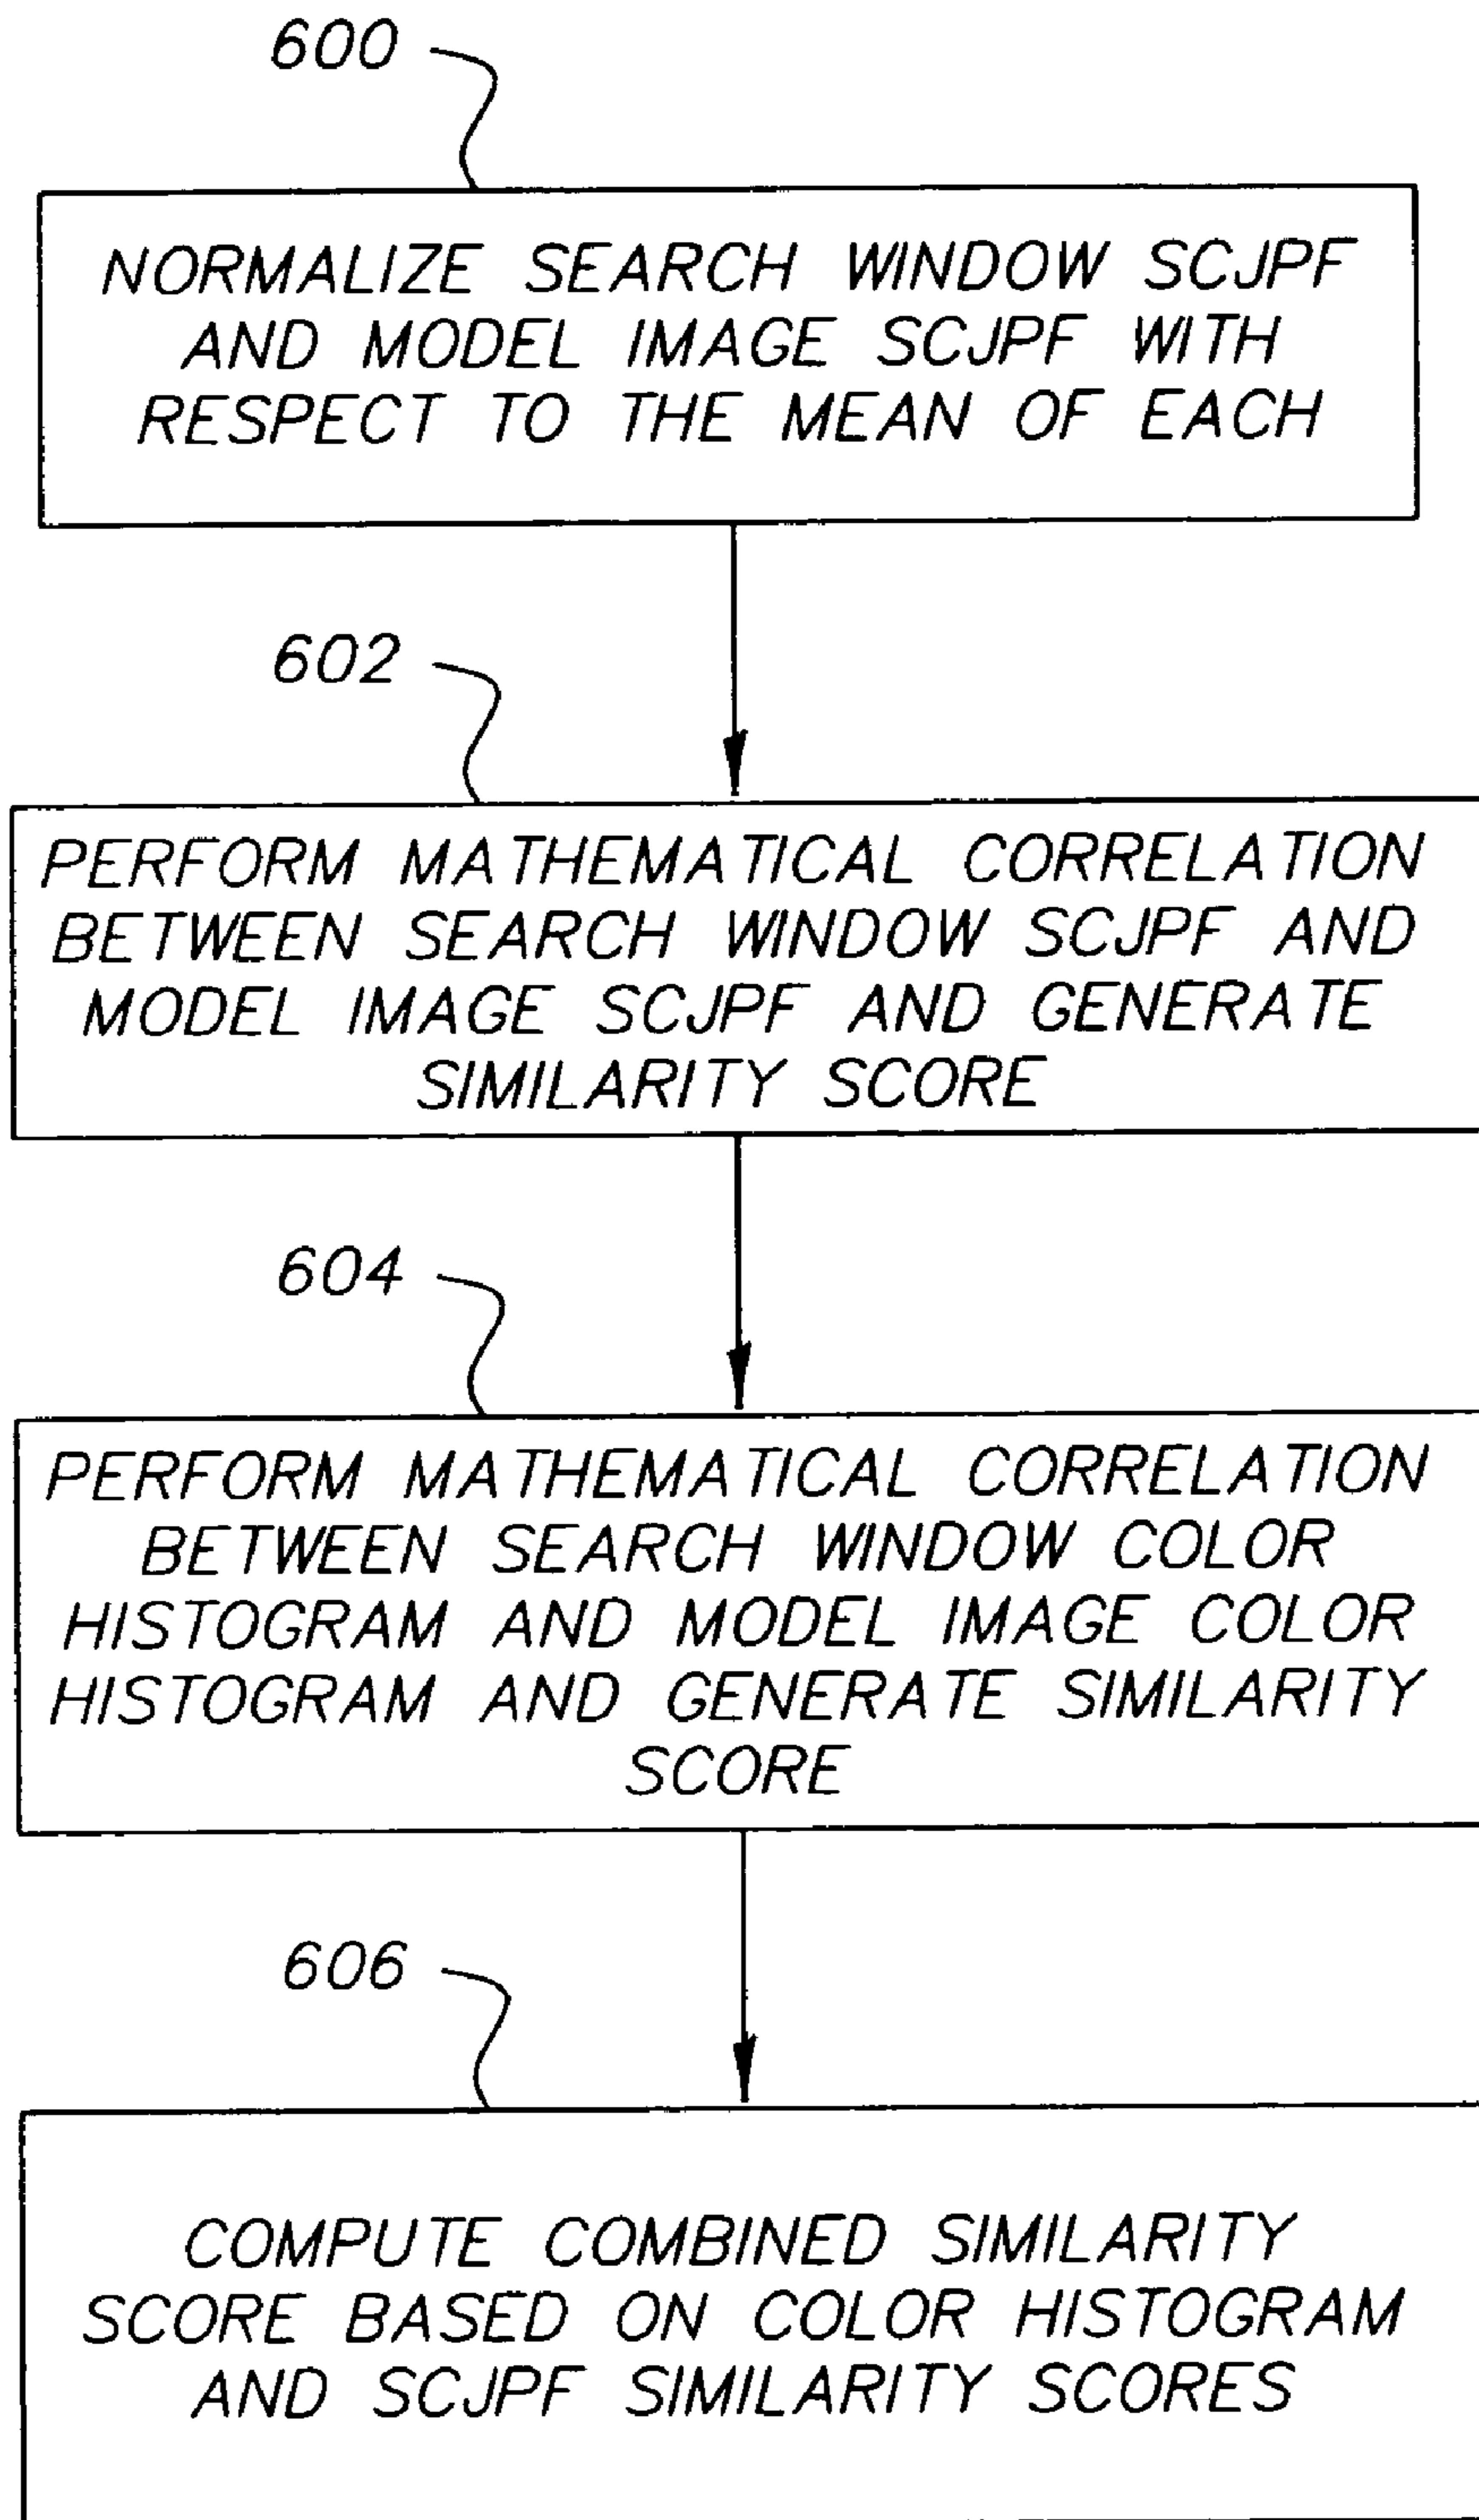 600
NORMALIZE SEARCH WINDOW SCJPF
AND MODEL IMAGE SCJPF WITH
RESPECT TO THE MEAN OF EACH
602
PERFORM MATHEMATICAL CORRELATION
BETWEEN SEARCH WINDOW SCJPF AND
MODEL IMAGE SCJPF AND GENERATE
SIMILARITY SCORE
604
PERFORM MATHEMATICAL CORRELATION
BETWEEN SEARCH WINDOW COLOR
HISTOGRAM AND MODEL IMAGE COLOR
HISTOGRAM AND GENERATE SIMILARITY
SCORE
606
COMPUTE COMBINED SIMILARITY
SCORE BASED ON COLOR HISTOGRAM
AND SCJPF SIMILARITY SCORES